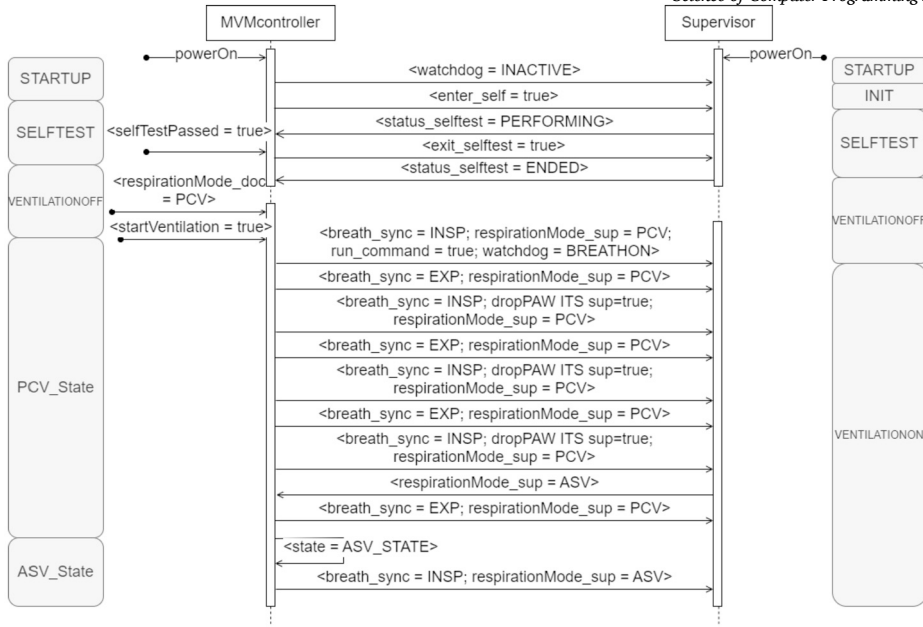 Science of Computer Programming
MVMcontroller
Supervisor
powerOn
powerOn
STARTUP
STARTUP
<watchdog = INACTIVE>
INIT
<enter_self = true>
<status_selftest = PERFORMING>
SELFTEST
<selfTestPassed = true>
SELFTEST
<exit_selftest = true>
<status_selftest = ENDED>
<respirationMode_doc
= PCV>
VENTILATIONOFF
VENTILATIONOFF
<startVentilation = true>
<breath_sync = INSP; respirationMode_sup = PCV;
run_command = true; watchdog = BREATHON>
<breath_sync = EXP; respirationMode_sup = PCV>
<breath_sync = INSP; dropPAW ITS sup=true;
respirationMode_sup = PCV>
<breath_sync = EXP; respirationMode_sup = PCV>
<breath_sync = INSP; dropPAW ITS sup=true;
respirationMode_sup = PCV>
PCV_State
<breath_sync = EXP; respirationMode_sup = PCV>
VENTILATIONON
<breath_sync = INSP; dropPAW ITS sup=true;
respirationMode_sup = PCV>
<respirationMode_sup = ASV>
<breath_sync = EXP; respirationMode_sup = PCV>
<state = ASV_STATE>
ASV_State
<breath_sync = INSP; respirationMode_sup = ASV>